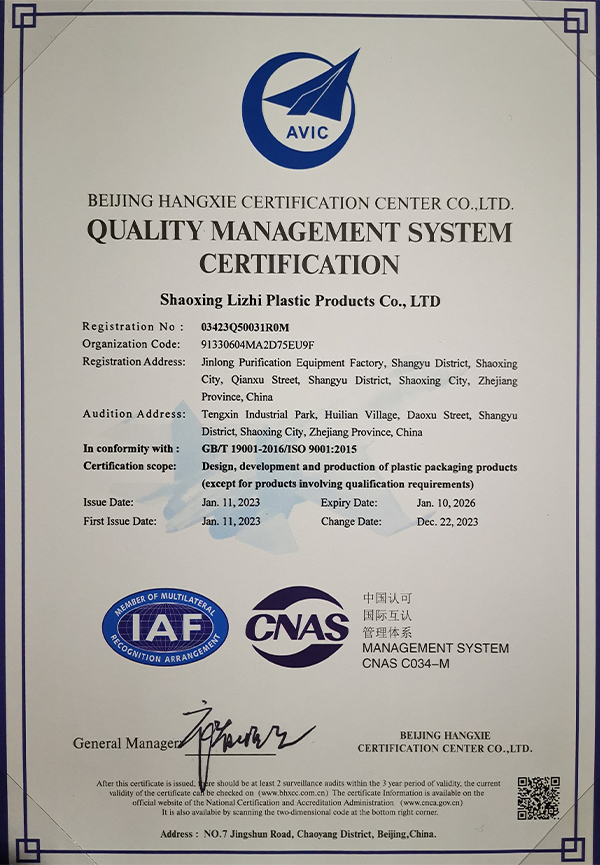 AVIC
BEIJING HANGXIE CERTIFICATION CENTER CO.,LTD.
QUALITY MANAGEMENT SYSTEM
CERTIFICATION
Shaoxing Lizhi Plastic Products Co., LTD
Registration No : 03423Q50031R0M
Organization Code: 91330604MA2D75EU9F
Registration Address: Jinlong Purification Equipment Factory, Shangyu District, Shaoxing
City, Qianxu Street, Shangyu District, Shaoxing City, Zhejiang
Province, China
Audition Address: Tengxin Industrial Park, Huilian Village, Daoxu Street, Shangyu
District, Shaoxing City, Zhejiang Province, China
In conformity with : GB/T 19001-2016/ISO 9001:2015
Certification scope: Design, development and production of plastic packaging products
(except for products involving qualification requirements)
Issue Date: Jan. 11, 2023 Expiry Date: Jan. 10, 2026
First Issue Date: Jan. 11, 2023 Change Date: Dec. 22, 2023
MEMBER OF MULTILATERAL
IAF
RECOGNITION ARRANGEMENT
CNAS
中国认可
国际互认
管理体系
MANAGEMENT SYSTEM
CNAS C034-M
General Manager
BEIJING HANGXIE
CERTIFICATION CENTER CO.,LTD.
After this certificate is issued, there should be at least 2 surveillance audits within the 3 year period of validity, the current
validity of the certificate can be checked on（www.bhxcc.com.cn）The certificate Information is available on the
official website of the National Certification and Accreditation Administration （www.cnca.gov.cn)
It is also avaible by scanning the two-dimensional code at the bottom right corner.
Address : NO.7 Jingshun Road, Chaoyang District, Beijing,China.